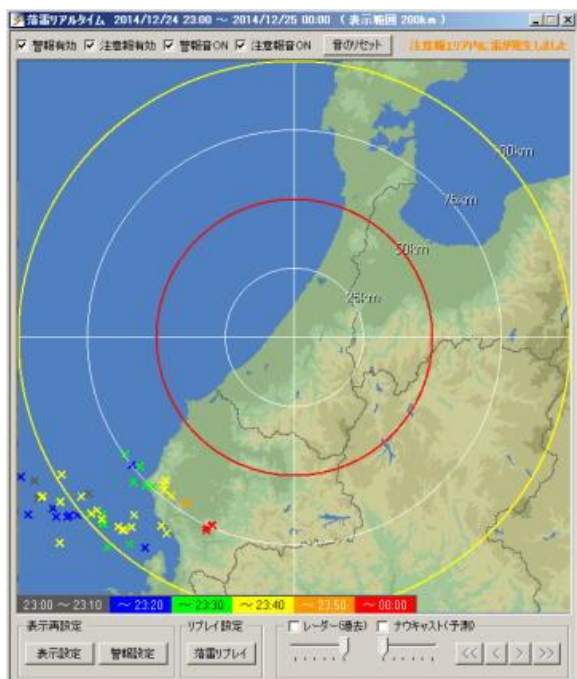 落雷リアルタイム 2014/12/24 23:00 ～ 2014/12/25 00:00 （表示範囲 200km）
警報有効 注意報有効 警報音ON 注意報音ON 音のリセット 注意報エリア内に雷が発生しました
100km
75km
50km
25km
23:00 ～ 23:10 ～ 23:20 ～ 23:30 ～ 23:40 ～ 23:50 ～ 00:00
表示再設定 リプレイ設定 レーダー(過去) ナウキャスト(予測)
表示設定 警報設定 落雷リプレイ << < > >>